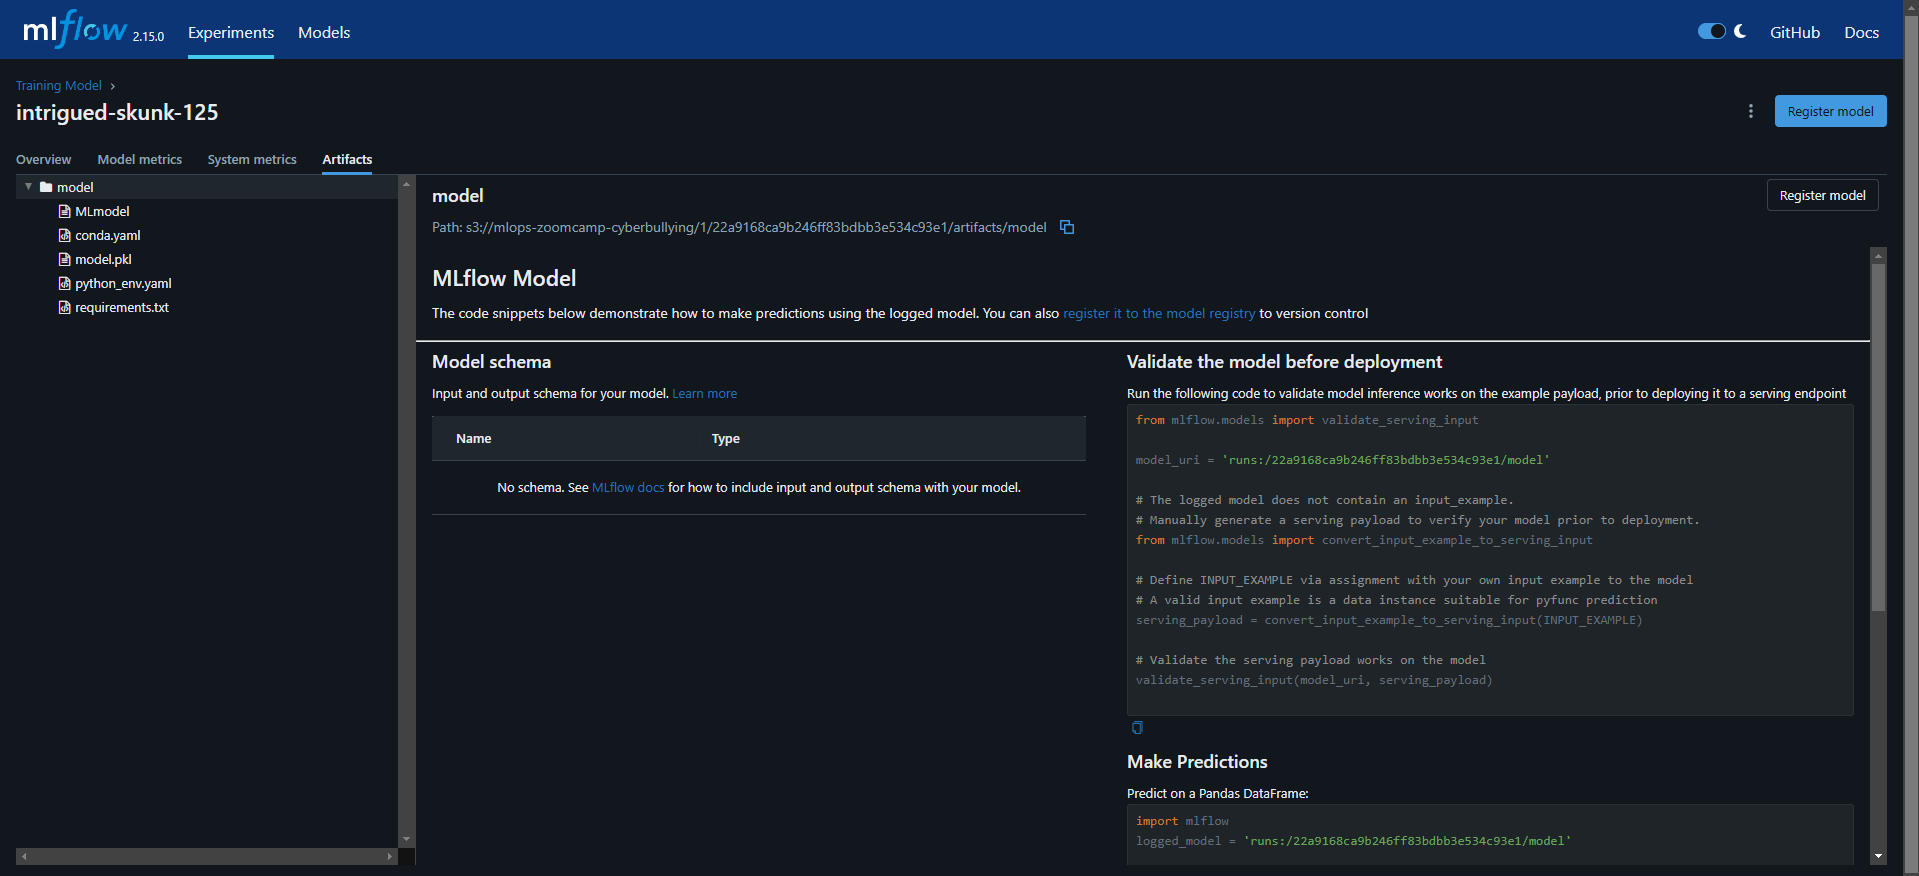 mlflow 2.15.0 Experiments Models GitHub Docs
Training Model ›
intrigued-skunk-125
Register model
Overview Model metrics System metrics Artifacts
model
MLmodel
conda.yaml
model.pkl
python_env.yaml
requirements.txt
model
Register model
Path: s3://mlops-zoomcamp-cyberbullying/1/22a9168ca9b246ff83bdbb3e534c93e1/artifacts/model
MLflow Model
The code snippets below demonstrate how to make predictions using the logged model. You can also register it to the model registry to version control
Model schema
Input and output schema for your model. Learn more
Name Type
No schema. See MLflow docs for how to include input and output schema with your model.
Validate the model before deployment
Run the following code to validate model inference works on the example payload, prior to deploying it to a serving endpoint
from mlflow.models import validate_serving_input
model_uri = 'runs:/22a9168ca9b246ff83bdbb3e534c93e1/model'
# The logged model does not contain an input_example.
# Manually generate a serving payload to verify your model prior to deployment.
from mlflow.models import convert_input_example_to_serving_input
# Define INPUT_EXAMPLE via assignment with your own input example to the model
# A valid input example is a data instance suitable for pyfunc prediction
serving_payload = convert_input_example_to_serving_input(INPUT_EXAMPLE)
# Validate the serving payload works on the model
validate_serving_input(model_uri, serving_payload)
Make Predictions
Predict on a Pandas DataFrame:
import mlflow
logged_model = 'runs:/22a9168ca9b246ff83bdbb3e534c93e1/model'